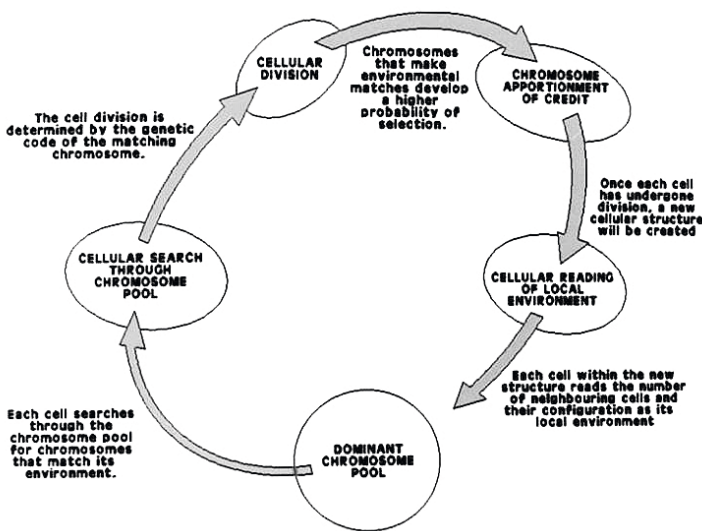 CELLULAR
DIVISION
Chromosomes
that make
environmental
matches develop
a higher
probability of
selection.
CHROMOSOME
APPORTIONMENT
OF CREDIT
Once each cell
has undergone
division, a new
cellular structure
will be created
CELLULAR READING
OF LOCAL
ENVIRONMENT
Each cell within the new
structure reads the number
of neighbouring cells and
their configuration as its
local environment
DOMINANT
CHROMOSOME
POOL
Each cell searches
through the
chromosome pool
for chromosomes
that match its
environment.
CELLULAR SEARCH
THROUGH
CHROMOSOME
POOL
The cell division is
determined by the genetic
code of the matching
chromosome.